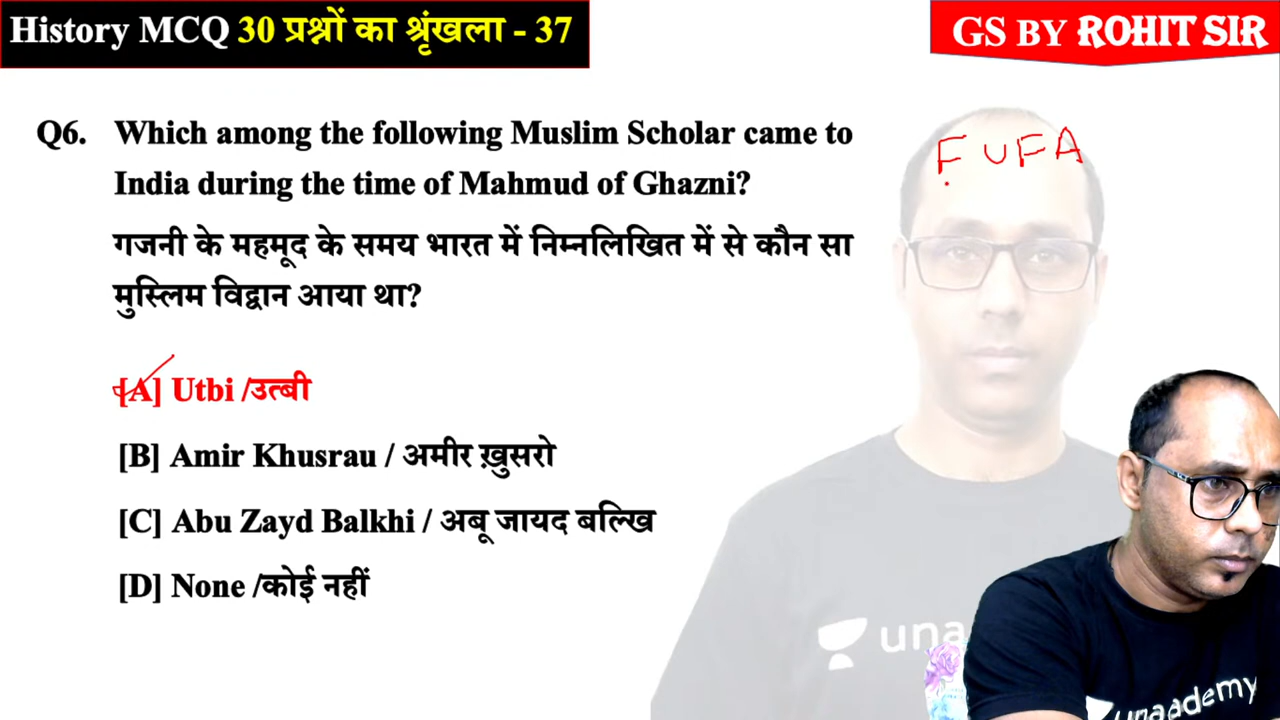 History MCQ 30 प्रश्नों का श्रृंखला - 37
GS BY ROHIT SIR
FUFA
Q6. Which among the following Muslim Scholar came to
India during the time of Mahmud of Ghazni?
गजनी के महमूद के समय भारत में निम्नलिखित में से कौन सा
मुस्लिम विद्वान आया था?
[A] Utbi /उत्बी
[B] Amir Khusrau / अमीर ख़ुसरो
[C] Abu Zayd Balkhi / अबू जायद बल्खि
[D] None /कोई नहीं
una
unacademy